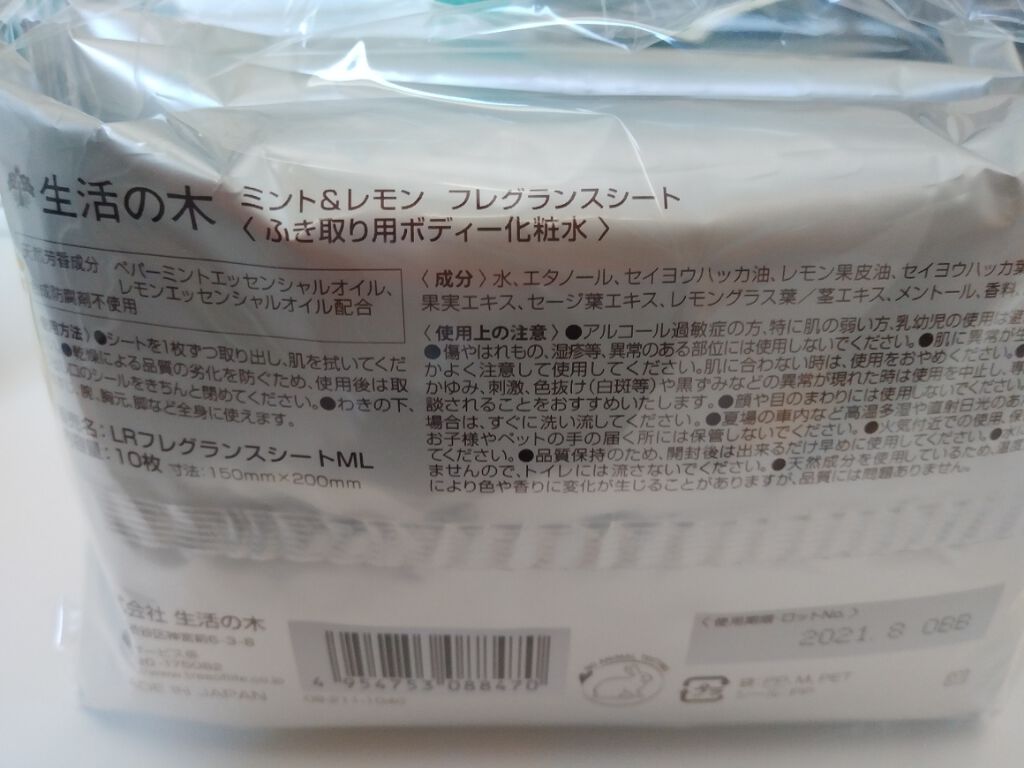 生活の木
ミント&レモン フレグランスシート
〈 ふき取り用ボディー化粧水 〉
天然芳香成分 ペパーミントエッセンシャルオイル、
レモンエッセンシャルオイル配合
防腐剤不使用
方法〉●シートを1枚ずつ取り出し、肌を拭いてくだ
●乾燥による品質の劣化を防ぐため、使用後は取
口のシールをきちんと閉めてください。●わきの下、
腕、胸元、脚など全身に使えます。
名:LRフレグランスシートML
量:10枚 寸法:150mm×200mm
〈 成分 〉水、エタノール、セイヨウハッカ油、レモン果皮油、セイヨウハッカ葉
果実エキス、セージ葉エキス、レモングラス葉/茎エキス、メントール、香料、
〈 使用上の注意 〉●アルコール過敏症の方、特に肌の弱い方、乳幼児の使用は避
●傷やはれもの、湿疹等、異常のある部位には使用しないでください。●肌に異常が生
かよく注意して使用してください。肌に合わない時は、使用をおやめください。
かゆみ、刺激、色抜け(白斑等)や黒ずみなどの異常が現れた時は使用を中止し、専
談されることをおすすめいたします。●顔や目のまわりには使用しないでください。
場合は、すぐに洗い流してください。●夏場の車内など高温多湿や直射日光のあ
お子様やペットの手の届く所には保管しないでください。●火気付近での使用、保
てください。●品質保持のため、開封後は出来るだけ早めに使用してください。●水
ませんので、トイレには流さないでください。●天然成分を使用しているため、温度
により色や香りに変化が生じることがありますが、品質には問題ありません。
会社 生活の木
6-3-8
MADE IN JAPAN
4 954753 088470
〈 使用期限 ロットNo. 〉
2021. 8 088